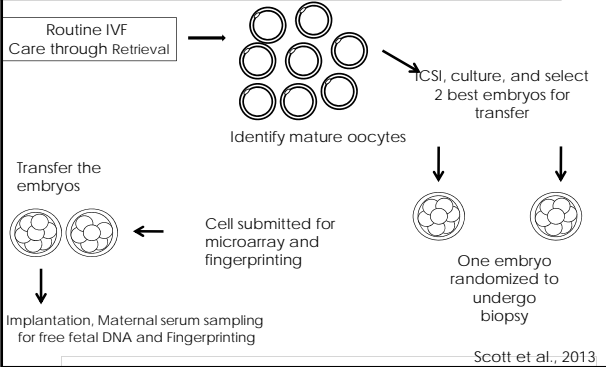 Routine IVF
Care through Retrieval
Identify mature oocytes
ICSI, culture, and select
2 best embryos for
transfer
One embryo
randomized to
undergo
biopsy
Cell submitted for
microarray and
fingerprinting
Transfer the
embryos
Implantation, Maternal serum sampling
for free fetal DNA and Fingerprinting
Scott et al., 2013